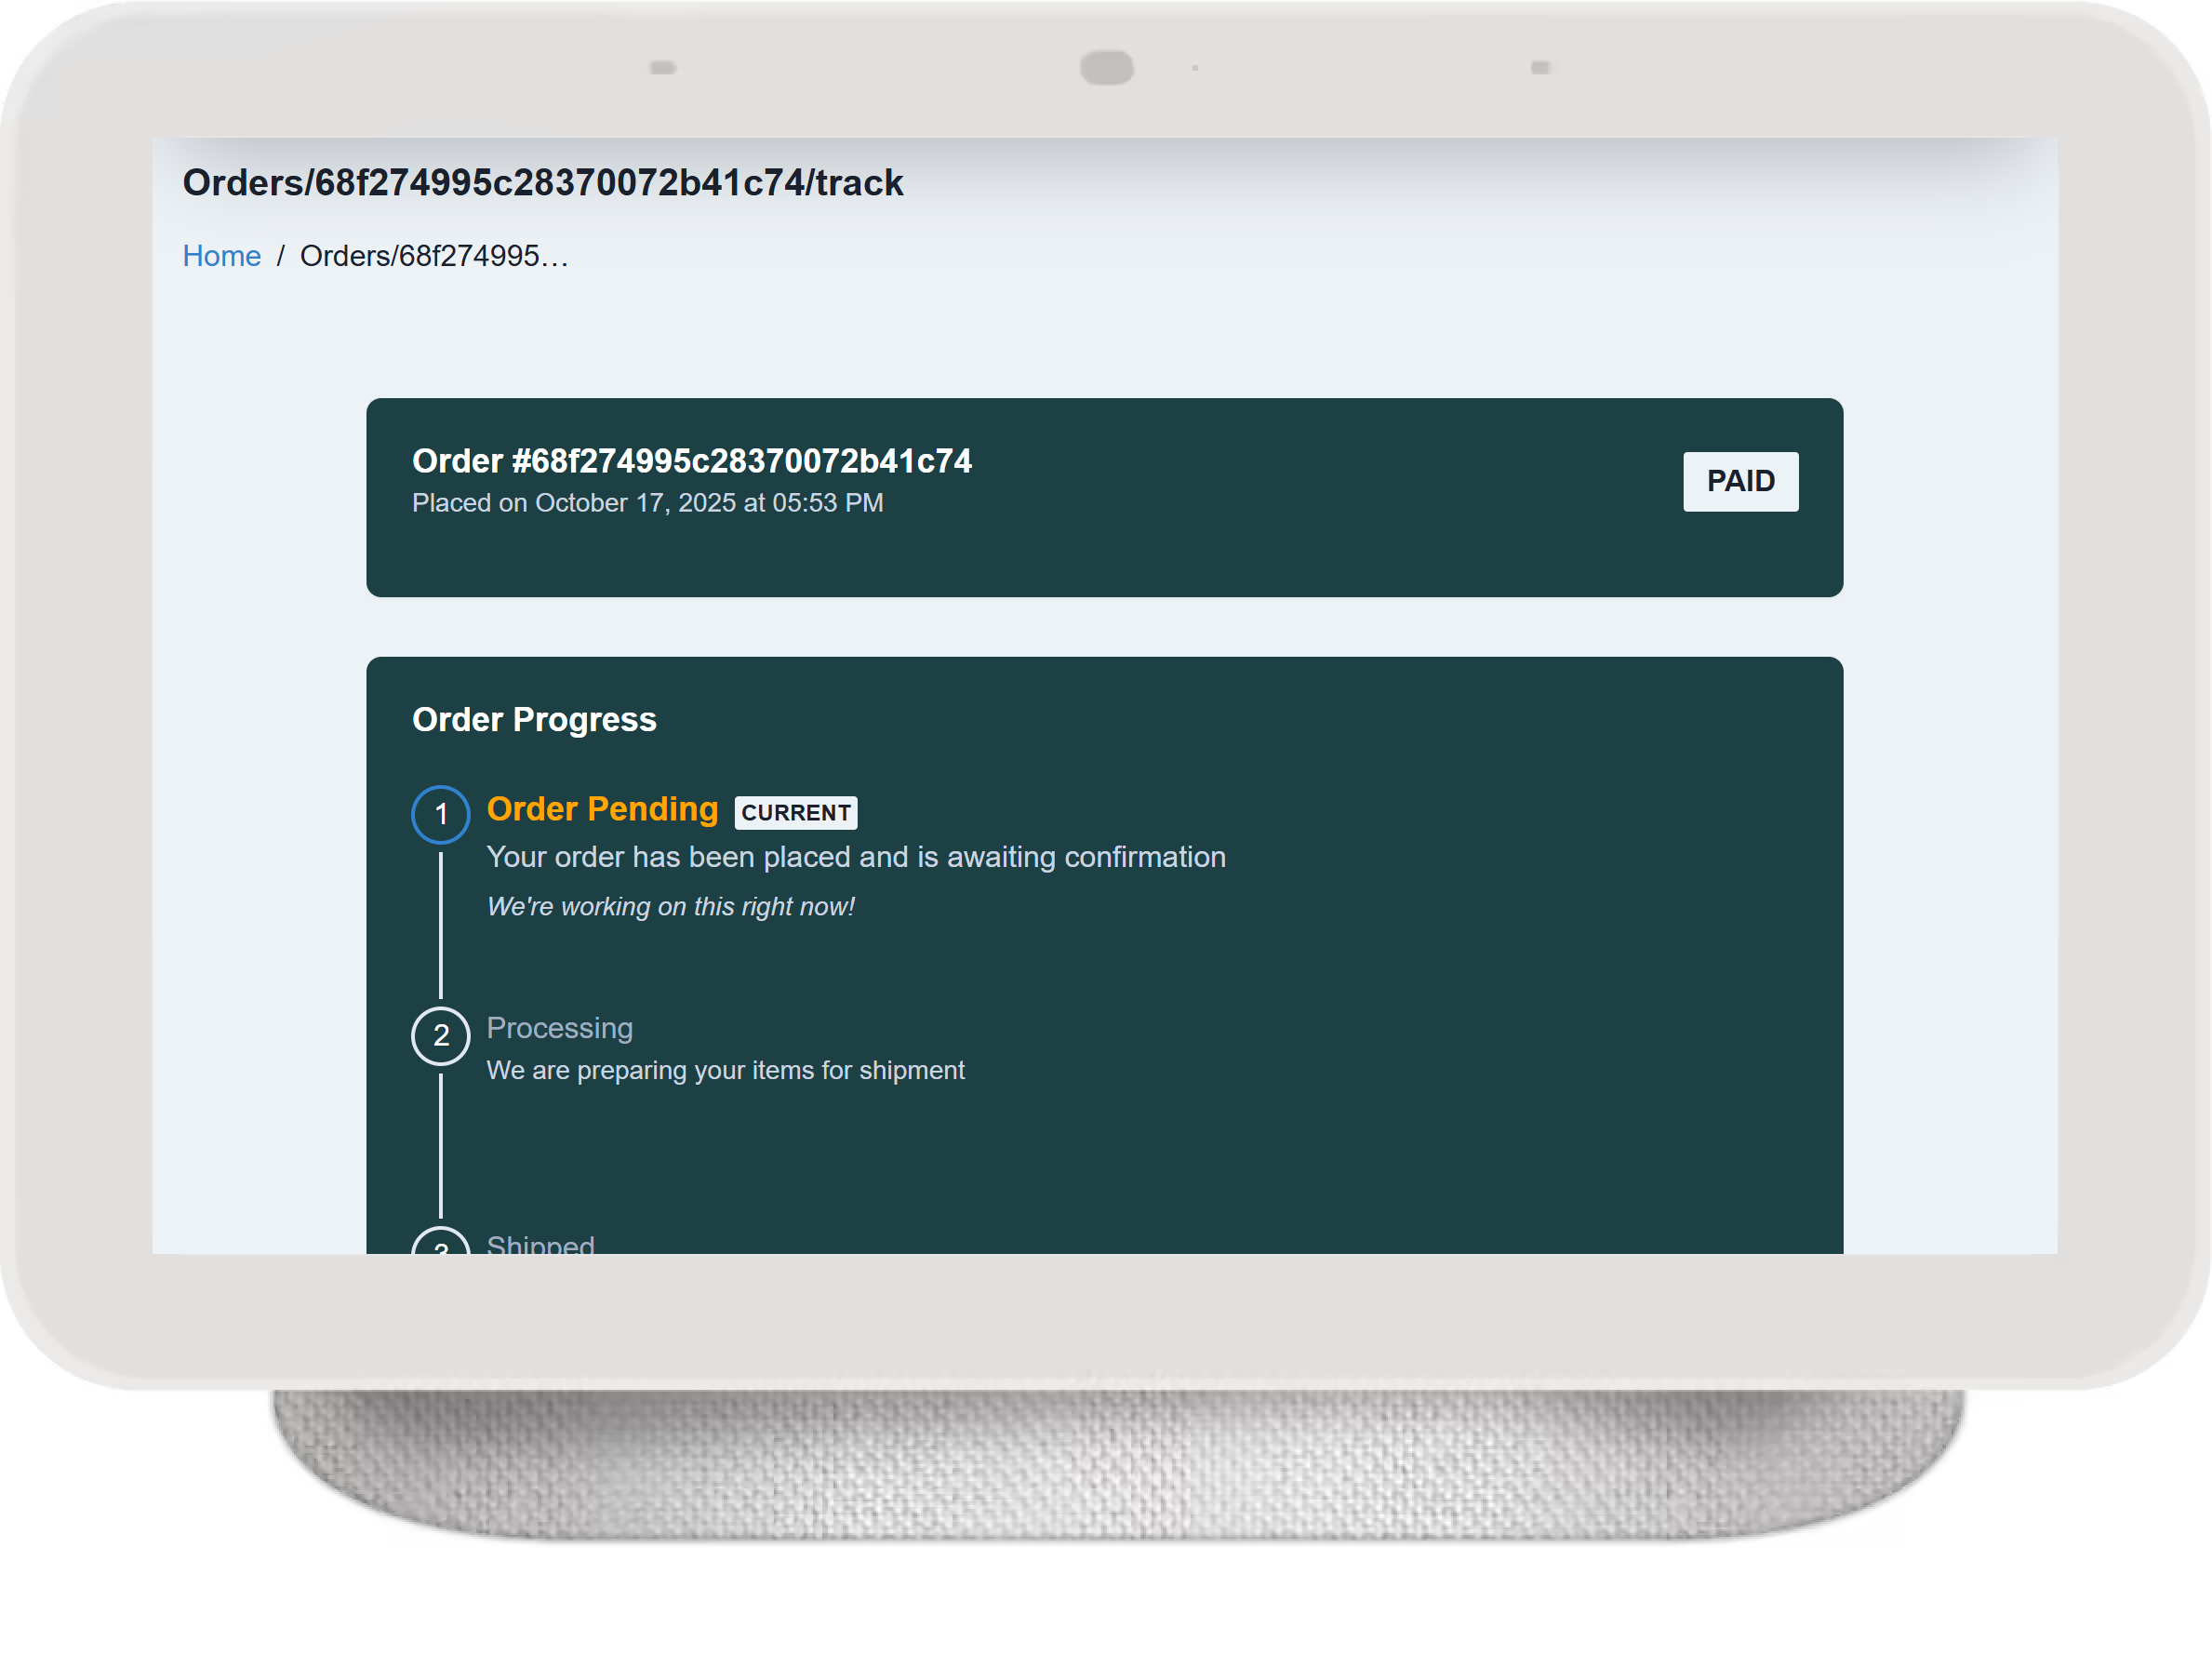 Orders/68f274995c28370072b41c74/track
Home / Orders/68f274995…
Order #68f274995c28370072b41c74
PAID
Placed on October 17, 2025 at 05:53 PM
Order Progress
1 Order Pending CURRENT
Your order has been placed and is awaiting confirmation
We're working on this right now!
2 Processing
We are preparing your items for shipment
3 Shipped